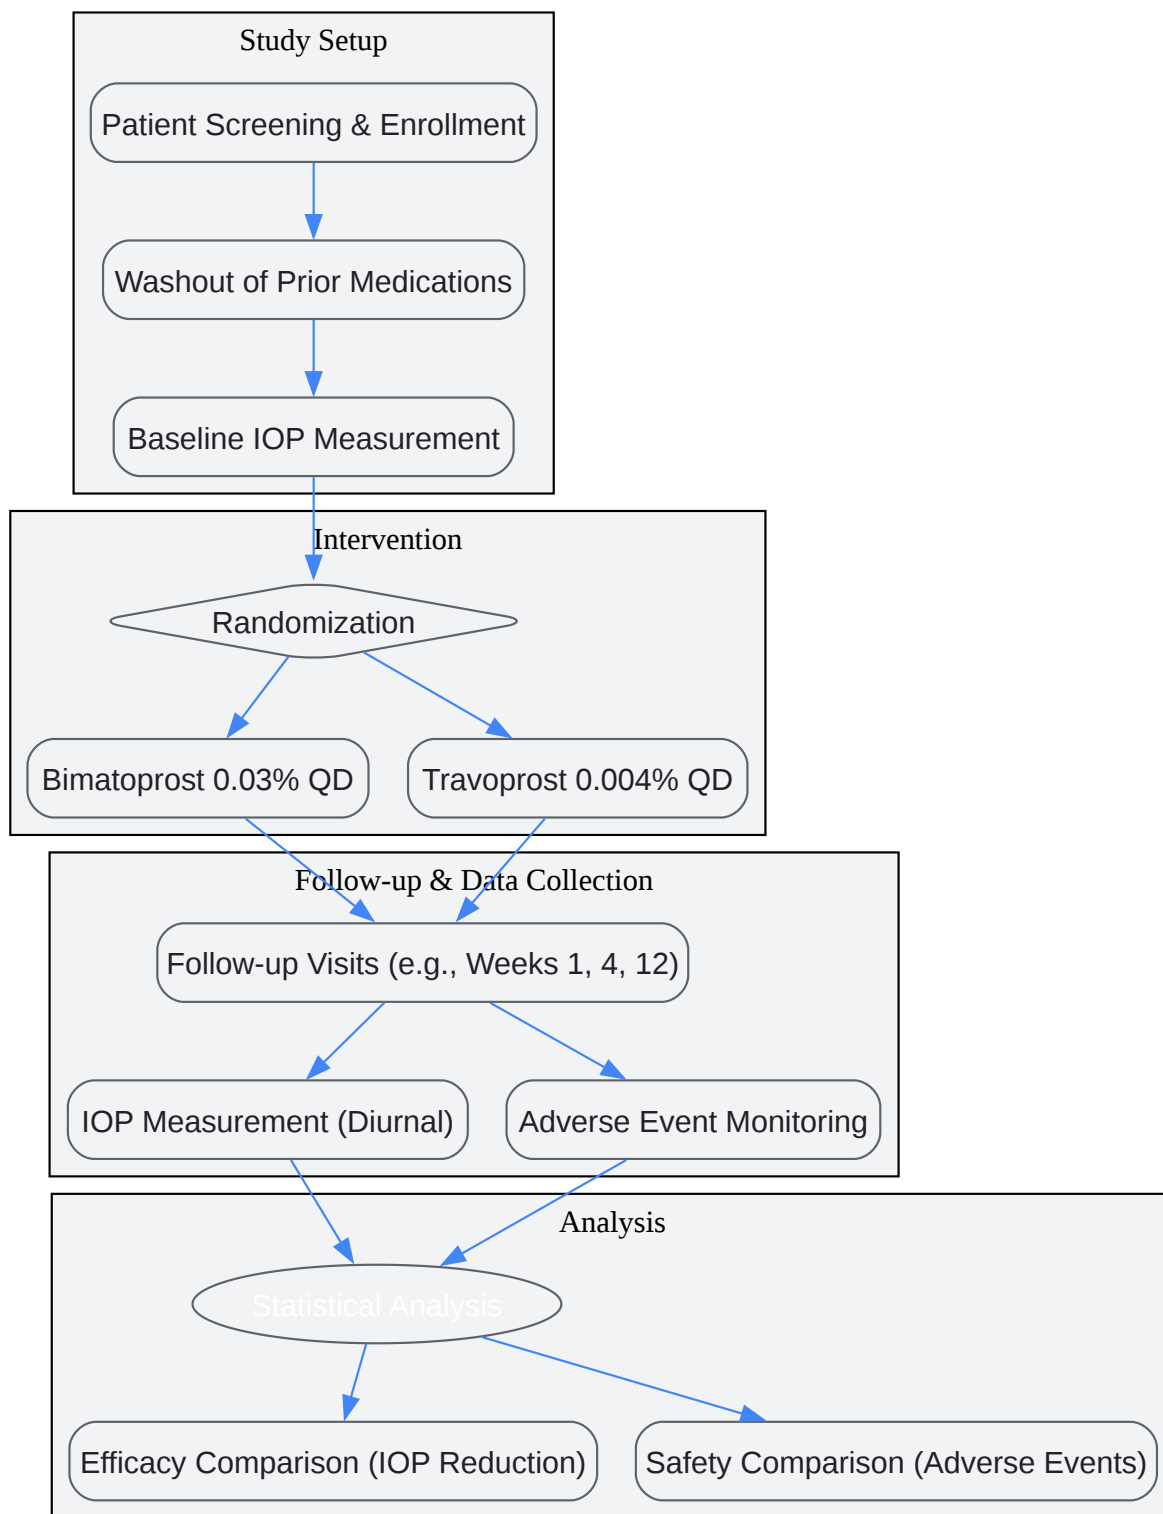 Study Setup
Patient Screening & Enrollment
Washout of Prior Medications
Baseline IOP Measurement
Intervention
Randomization
Bimatoprost 0.03% QD
Travoprost 0.004% QD
Follow-up & Data Collection
Follow-up Visits (e.g., Weeks 1, 4, 12)
IOP Measurement (Diurnal)
Adverse Event Monitoring
Analysis
Statistical Analysis
Efficacy Comparison (IOP Reduction)
Safety Comparison (Adverse Events)